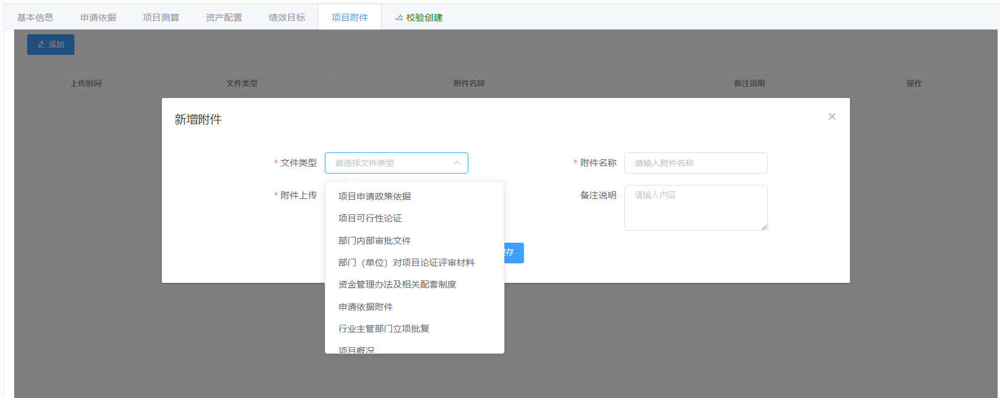 基本信息
申请依据
项目测算
资产配置
绩效目标
项目附件
校验创建
添加
上传时间
文件类型
附件名称
备注说明
操作
新增附件
* 文件类型
请选择文件类型
* 附件名称
请输入附件名称
* 附件上传
备注说明
请输入内容
项目申请政策依据
项目可行性论证
部门内部审批文件
部门（单位）对项目论证评审材料
资金管理办法及相关配套制度
申请依据附件
行业主管部门立项批复
项目概况
保存